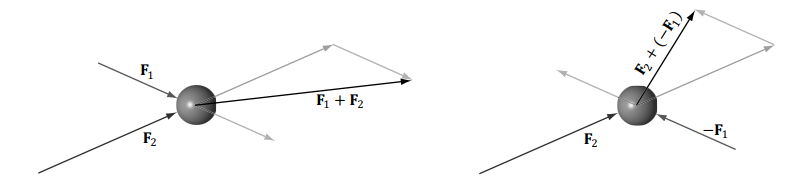 F₁
F₂
F₁ + F₂
F₂ + (−F₁)
F₂
−F₁